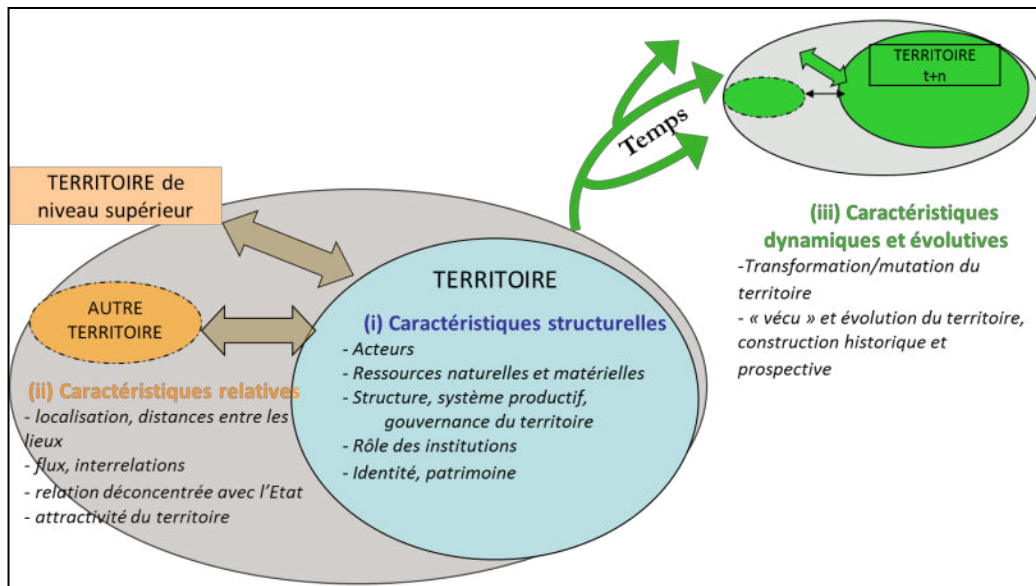 TERRITOIRE
t+n
Temps
TERRITOIRE de
niveau supérieur
(iii) Caractéristiques
dynamiques et évolutives
-Transformation/mutation du
territoire
- « vécu » et évolution du territoire,
construction historique et
prospective
TERRITOIRE
(i) Caractéristiques structurelles
- Acteurs
- Ressources naturelles et matérielles
- Structure, système productif,
gouvernance du territoire
- Rôle des institutions
- Identité, patrimoine
AUTRE
TERRITOIRE
(ii) Caractéristiques relatives
- localisation, distances entre les
lieux
- flux, interrelations
- relation déconcentrée avec l'Etat
- attractivité du territoire